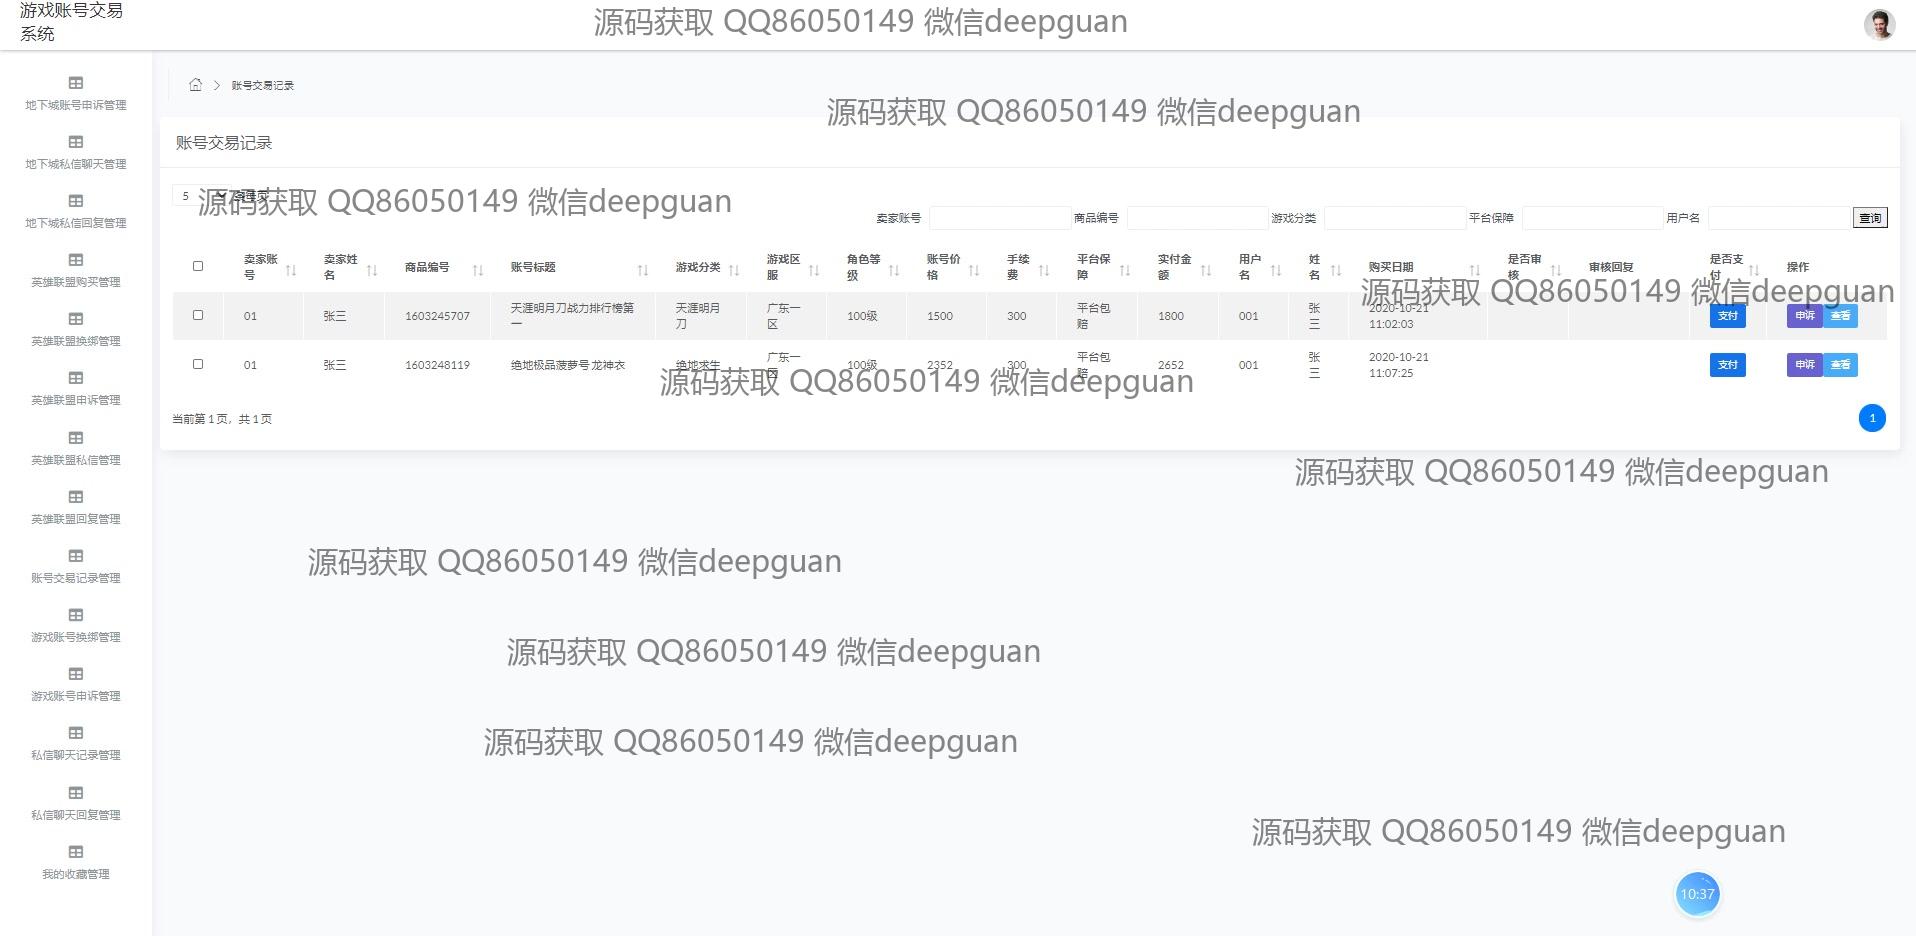 游戏账号交易
系统
源码获取 QQ86050149 微信deepguan
地下城账号申诉管理
地下城私信聊天管理
地下城私信回复管理
英雄联盟购买管理
英雄联盟换绑管理
英雄联盟申诉管理
英雄联盟私信管理
英雄联盟回复管理
账号交易记录管理
游戏账号换绑管理
游戏账号申诉管理
私信聊天记录管理
私信聊天回复管理
我的收藏管理
账号交易记录
源码获取 QQ86050149 微信deepguan
账号交易记录
5
源码获取 QQ86050149 微信deepguan
卖家账号 商品编号 游戏分类 平台保障 用户名 查询
卖家账号 卖家姓名 商品编号 账号标题 游戏分类 游戏区服 角色等级 账号价格 手续费 平台保障 实付金额 用户名 姓名 购买日期 是否审核 审核回复 是否支付 操作
源码获取 QQ86050149 微信deepguan
01 张三 1603245707 天涯明月刀战力排行榜第一 天涯明月刀 广东一区 100级 1500 300 平台包赔 1800 001 张三 2020-10-21 11:02:03 支付 申诉 查看
01 张三 1603248119 绝地极品菠萝号龙神衣 绝地求生 广东一区 100级 2352 300 平台包赔 2652 001 张三 2020-10-21 11:07:25 支付 申诉 查看
源码获取 QQ86050149 微信deepguan
当前第 1 页，共 1 页 1
源码获取 QQ86050149 微信deepguan
源码获取 QQ86050149 微信deepguan
源码获取 QQ86050149 微信deepguan
源码获取 QQ86050149 微信deepguan
源码获取 QQ86050149 微信deepguan
10:37